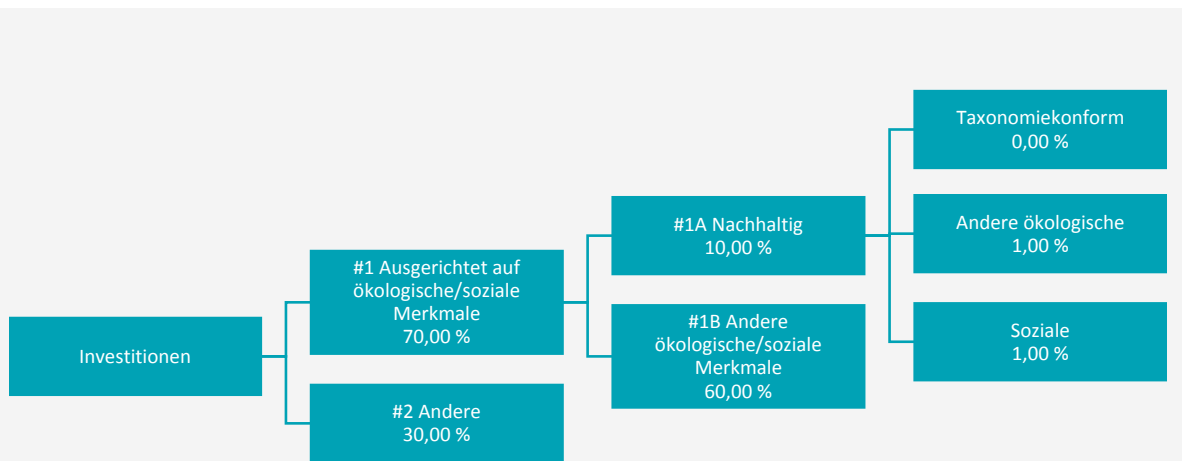 Investitionen
#1 Ausgerichtet auf
ökologische/soziale
Merkmale
70,00 %
#2 Andere
30,00 %
#1A Nachhaltig
10,00 %
#1B Andere
ökologische/soziale
Merkmale
60,00 %
Taxonomiekonform
0,00 %
Andere ökologische
1,00 %
Soziale
1,00 %